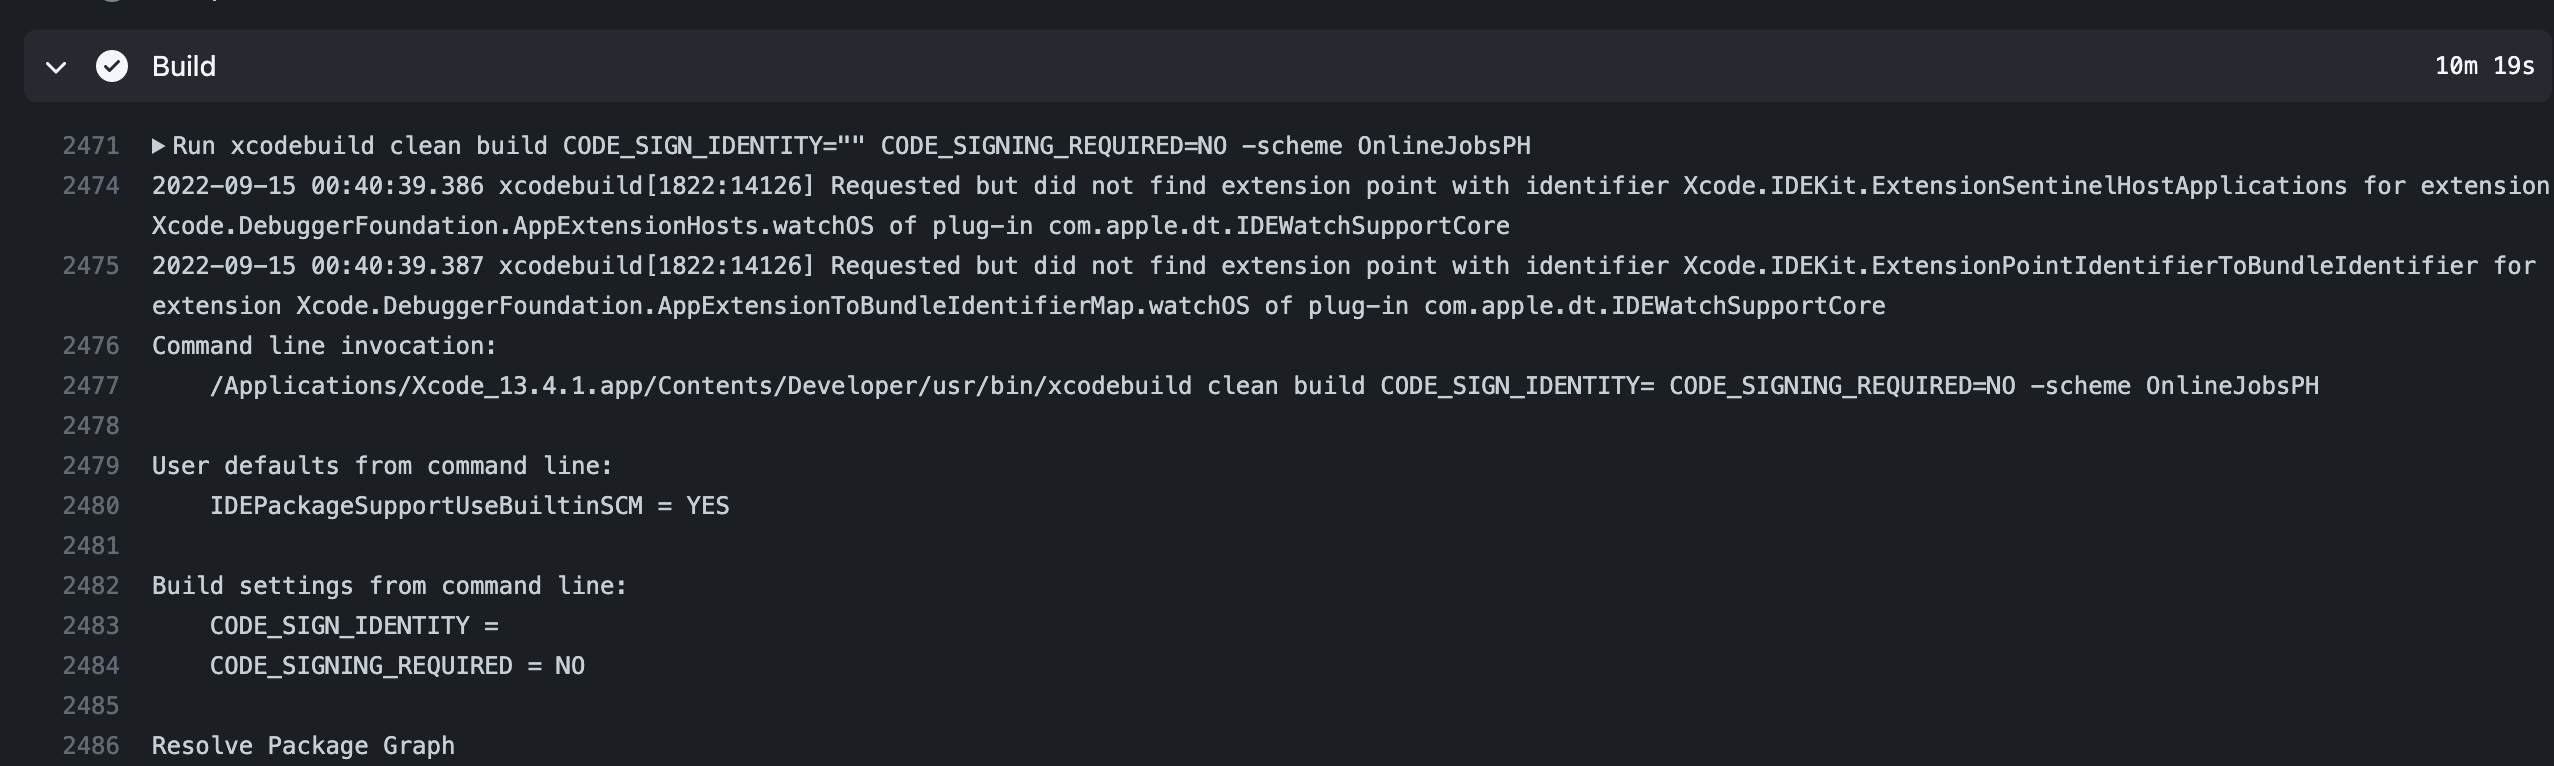 Build 10m 19s
2471 ▶Run xcodebuild clean build CODE_SIGN_IDENTITY="" CODE_SIGNING_REQUIRED=NO -scheme OnlineJobsPH
2474 2022-09-15 00:40:39.386 xcodebuild[1822:14126] Requested but did not find extension point with identifier Xcode.IDEKit.ExtensionSentinelHostApplications for extension
Xcode.DebuggerFoundation.AppExtensionHosts.watchOS of plug-in com.apple.dt.IDEWatchSupportCore
2475 2022-09-15 00:40:39.387 xcodebuild[1822:14126] Requested but did not find extension point with identifier Xcode.IDEKit.ExtensionPointIdentifierToBundleIdentifier for
extension Xcode.DebuggerFoundation.AppExtensionToBundleIdentifierMap.watchOS of plug-in com.apple.dt.IDEWatchSupportCore
2476 Command line invocation:
2477     /Applications/Xcode_13.4.1.app/Contents/Developer/usr/bin/xcodebuild clean build CODE_SIGN_IDENTITY= CODE_SIGNING_REQUIRED=NO -scheme OnlineJobsPH
2478
2479 User defaults from command line:
2480     IDEPackageSupportUseBuiltinSCM = YES
2481
2482 Build settings from command line:
2483     CODE_SIGN_IDENTITY =
2484     CODE_SIGNING_REQUIRED = NO
2485
2486 Resolve Package Graph